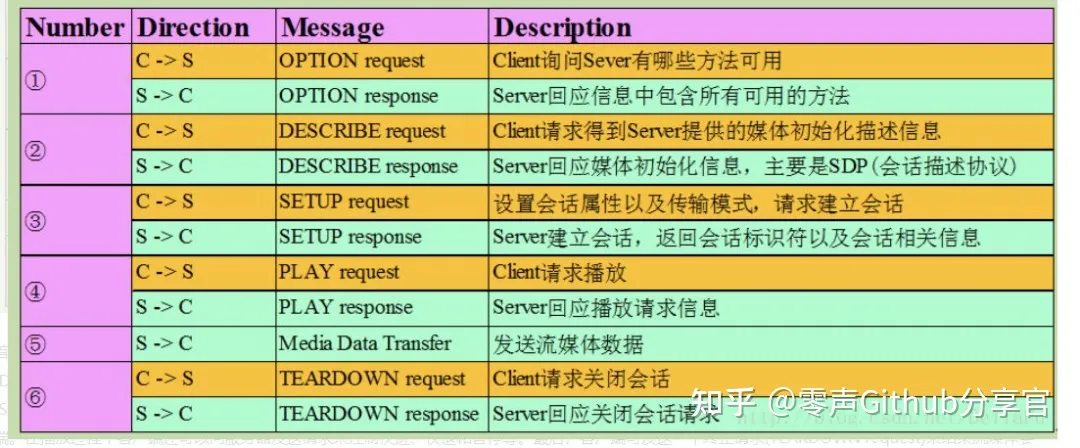 Number Direction Message Description
① C -> S OPTION request Client询问Sever有哪些方法可用
S -> C OPTION response Server回应信息中包含所有可用的方法
② C -> S DESCRIBE request Client请求得到Server提供的媒体初始化描述信息
S -> C DESCRIBE response Server回应媒体初始化信息，主要是SDP(会话描述协议)
③ C -> S SETUP request 设置会话属性以及传输模式，请求建立会话
S -> C SETUP response Server建立会话，返回会话标识符以及会话相关信息
④ C -> S PLAY request Client请求播放
S -> C PLAY response Server回应播放请求信息
⑤ S -> C Media Data Transfer 发送流媒体数据
⑥ C -> S TEARDOWN request Client请求关闭会话
S -> C TEARDOWN response Server回应关闭会话请求
知乎 @零声Github分享官